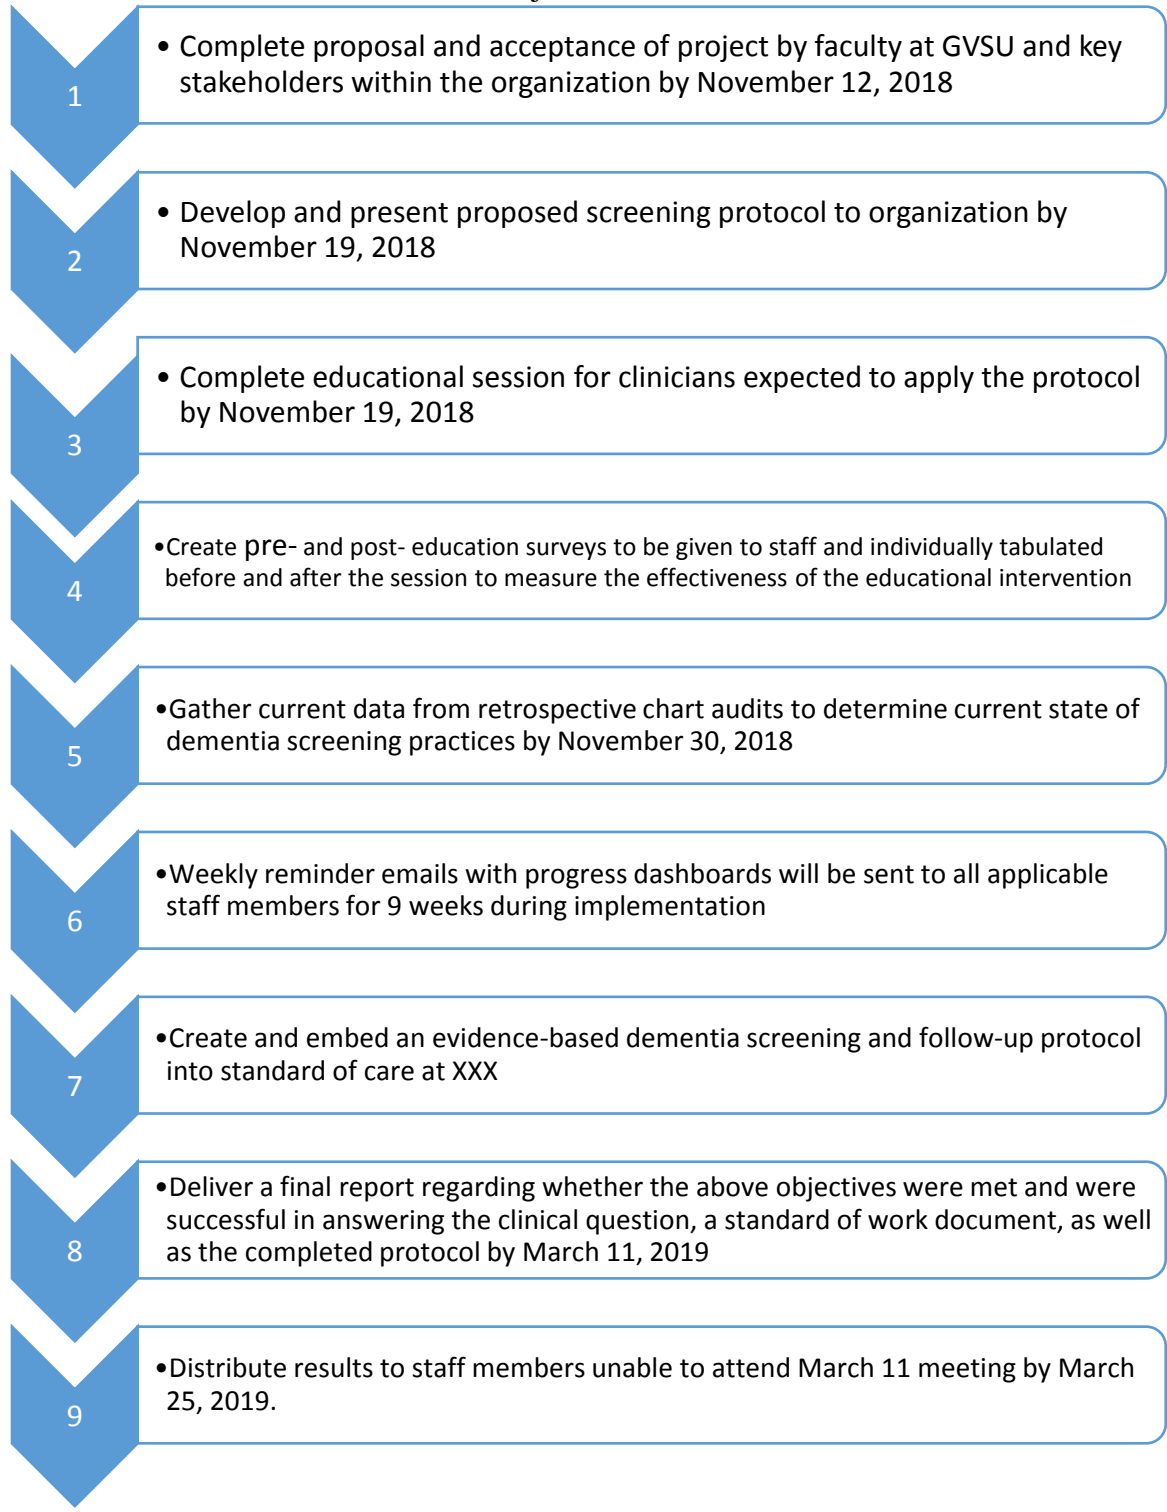 1
• Complete proposal and acceptance of project by faculty at GVSU and key
stakeholders within the organization by November 12, 2018
2
• Develop and present proposed screening protocol to organization by
November 19, 2018
3
• Complete educational session for clinicians expected to apply the protocol
by November 19, 2018
4
•Create pre- and post- education surveys to be given to staff and individually tabulated
before and after the session to measure the effectiveness of the educational intervention
5
•Gather current data from retrospective chart audits to determine current state of
dementia screening practices by November 30, 2018
6
•Weekly reminder emails with progress dashboards will be sent to all applicable
staff members for 9 weeks during implementation
7
•Create and embed an evidence-based dementia screening and follow-up protocol
into standard of care at XXX
8
•Deliver a final report regarding whether the above objectives were met and were
successful in answering the clinical question, a standard of work document, as well
as the completed protocol by March 11, 2019
9
•Distribute results to staff members unable to attend March 11 meeting by March
25, 2019.